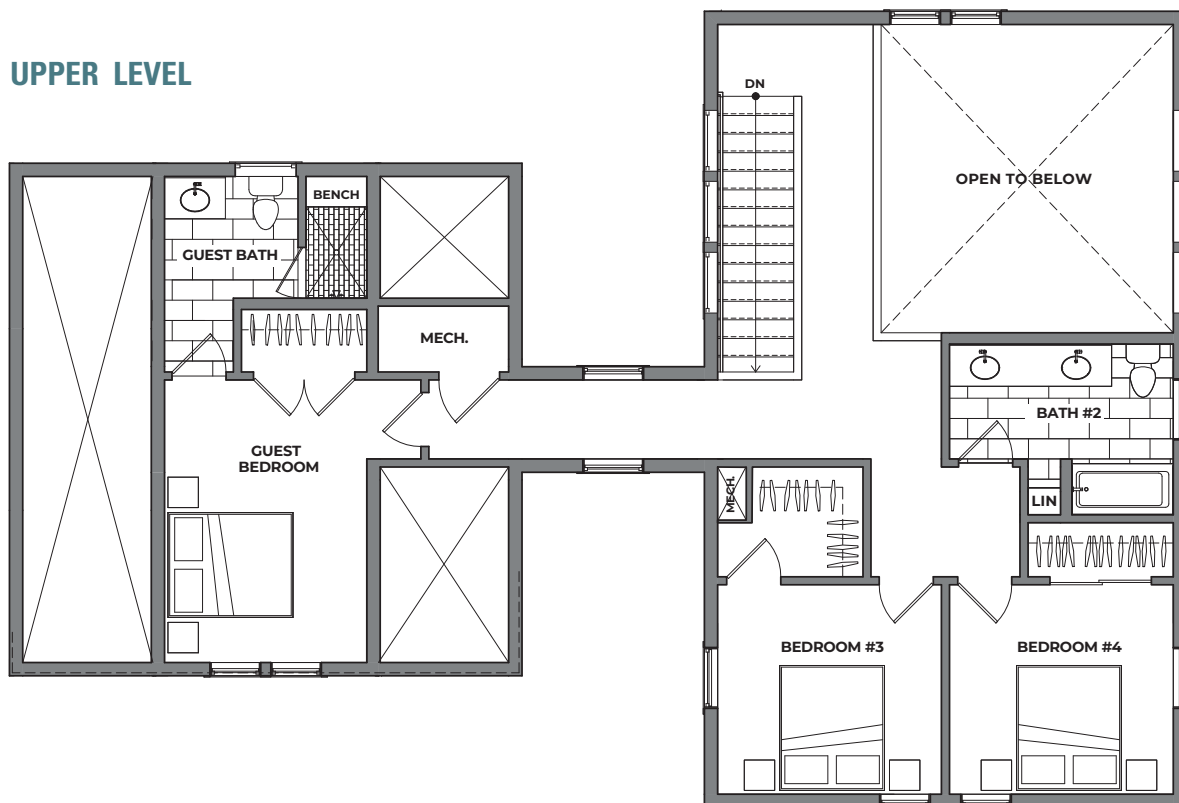 UPPER LEVEL
DN
OPEN TO BELOW
BENCH
GUEST BATH
MECH.
GUEST
BEDROOM
BATH #2
MECH.
LIN
BEDROOM #3
BEDROOM #4